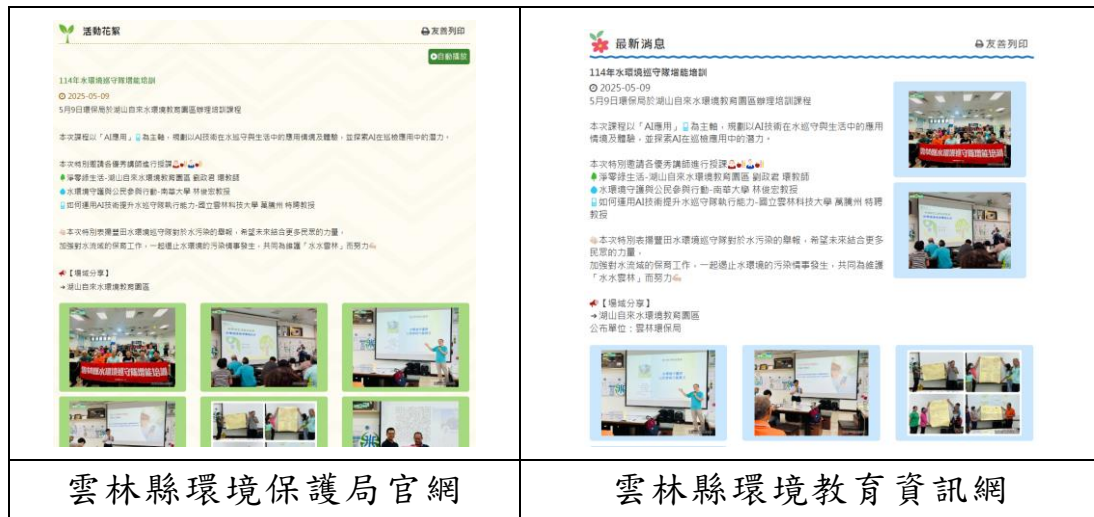 活動花絮
友善列印
自動播放
114年水環境巡守隊增能培訓
2025-05-09
5月9日環保局於湖山自來水環境教育園區辦理培訓課程
本次課程以「AI應用」為主軸,規劃以AI技術在水巡守與生活中的應用情境及體驗,並探索AI在巡檢應用中的潛力。
本次特別邀請各優秀講師進行授課
淨零綠生活-湖山自來水環境教育園區 劉政君 環教師
水環境守護與公民參與行動-南華大學 林俊宏教授
如何運用AI技術提升水巡守隊執行能力-國立雲林科技大學 萬騰州 特聘教授
本次特別表揚豐田水環境巡守隊對於水污染的舉報,希望未來結合更多民眾的力量,
加強對水流域的保育工作,一起遏止水環境的污染情事發生,共同為維護「水水雲林」而努力
【場域分享】
→湖山自來水環境教育園區
雲林縣水環境巡守隊增能培訓
雲林縣環境保護局官網
最新消息
友善列印
114年水環境巡守隊增能培訓
2025-05-09
5月9日環保局於湖山自來水環境教育園區辦理培訓課程
本次課程以「AI應用」為主軸,規劃以AI技術在水巡守與生活中的應用
情境及體驗,並探索AI在巡檢應用中的潛力。
本次特別邀請各優秀講師進行授課
淨零綠生活-湖山自來水環境教育園區 劉政君 環教師
水環境守護與公民參與行動-南華大學 林俊宏教授
如何運用AI技術提升水巡守隊執行能力-國立雲林科技大學 萬騰州 特聘
教授
本次特別表揚豐田水環境巡守隊對於水污染的舉報,希望未來結合更多
民眾的力量,
加強對水流域的保育工作,一起遏止水環境的污染情事發生,共同為維護
「水水雲林」而努力
【場域分享】
→湖山自來水環境教育園區
公布單位:雲林環保局
雲林縣水環境巡守隊增能培訓
雲林縣環境教育資訊網